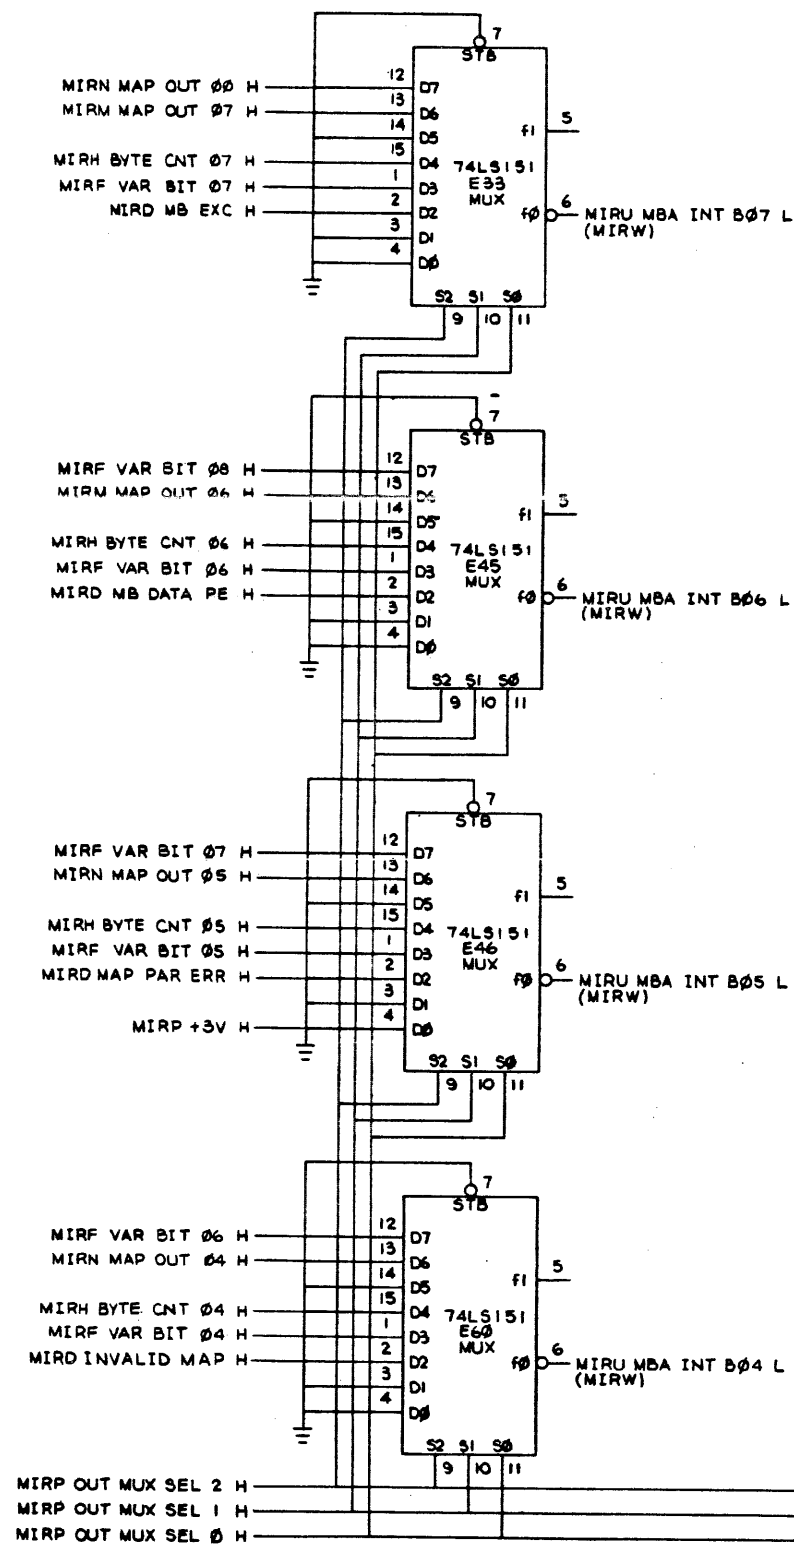 7
STB
MIRN MAP OUT ØØ H 12 D7
MIRM MAP OUT Ø7 H 13 D6
14 D5
f1 5
MIRH BYTE CNT Ø7 H 15 D4
74LS151
E33
MUX
MIRF VAR BIT Ø7 H 1 D3
MIRD MB EXC H 2 D2
fØ 6 MIRU MBA INT BØ7 L
(MIRW)
3 D1
4 DØ
S2 S1 SØ
9 10 11
7
STB
MIRF VAR BIT Ø8 H 12 D7
MIRM MAP OUT Ø6 H 13 D6
14 D5
f1 5
MIRH BYTE CNT Ø6 H 15 D4
74LS151
E45
MUX
MIRF VAR BIT Ø6 H 1 D3
MIRD MB DATA PE H 2 D2
fØ 6 MIRU MBA INT BØ6 L
(MIRW)
3 D1
4 DØ
S2 S1 SØ
9 10 11
7
STB
MIRF VAR BIT Ø7 H 12 D7
MIRN MAP OUT Ø5 H 13 D6
14 D5
f1 5
MIRH BYTE CNT Ø5 H 15 D4
74LS151
E46
MUX
MIRF VAR BIT Ø5 H 1 D3
MIRD MAP PAR ERR H 2 D2
fØ 6 MIRU MBA INT BØ5 L
(MIRW)
3 D1
MIRP +3V H 4 DØ
S2 S1 SØ
9 10 11
7
STB
MIRF VAR BIT Ø6 H 12 D7
MIRN MAP OUT Ø4 H 13 D6
14 D5
f1 5
MIRH BYTE CNT Ø4 H 15 D4
74LS151
E6Ø
MUX
MIRF VAR BIT Ø4 H 1 D3
MIRD INVALID MAP H 2 D2
fØ 6 MIRU MBA INT BØ4 L
(MIRW)
3 D1
4 DØ
S2 S1 SØ
9 10 11
MIRP OUT MUX SEL 2 H
MIRP OUT MUX SEL 1 H
MIRP OUT MUX SEL Ø H